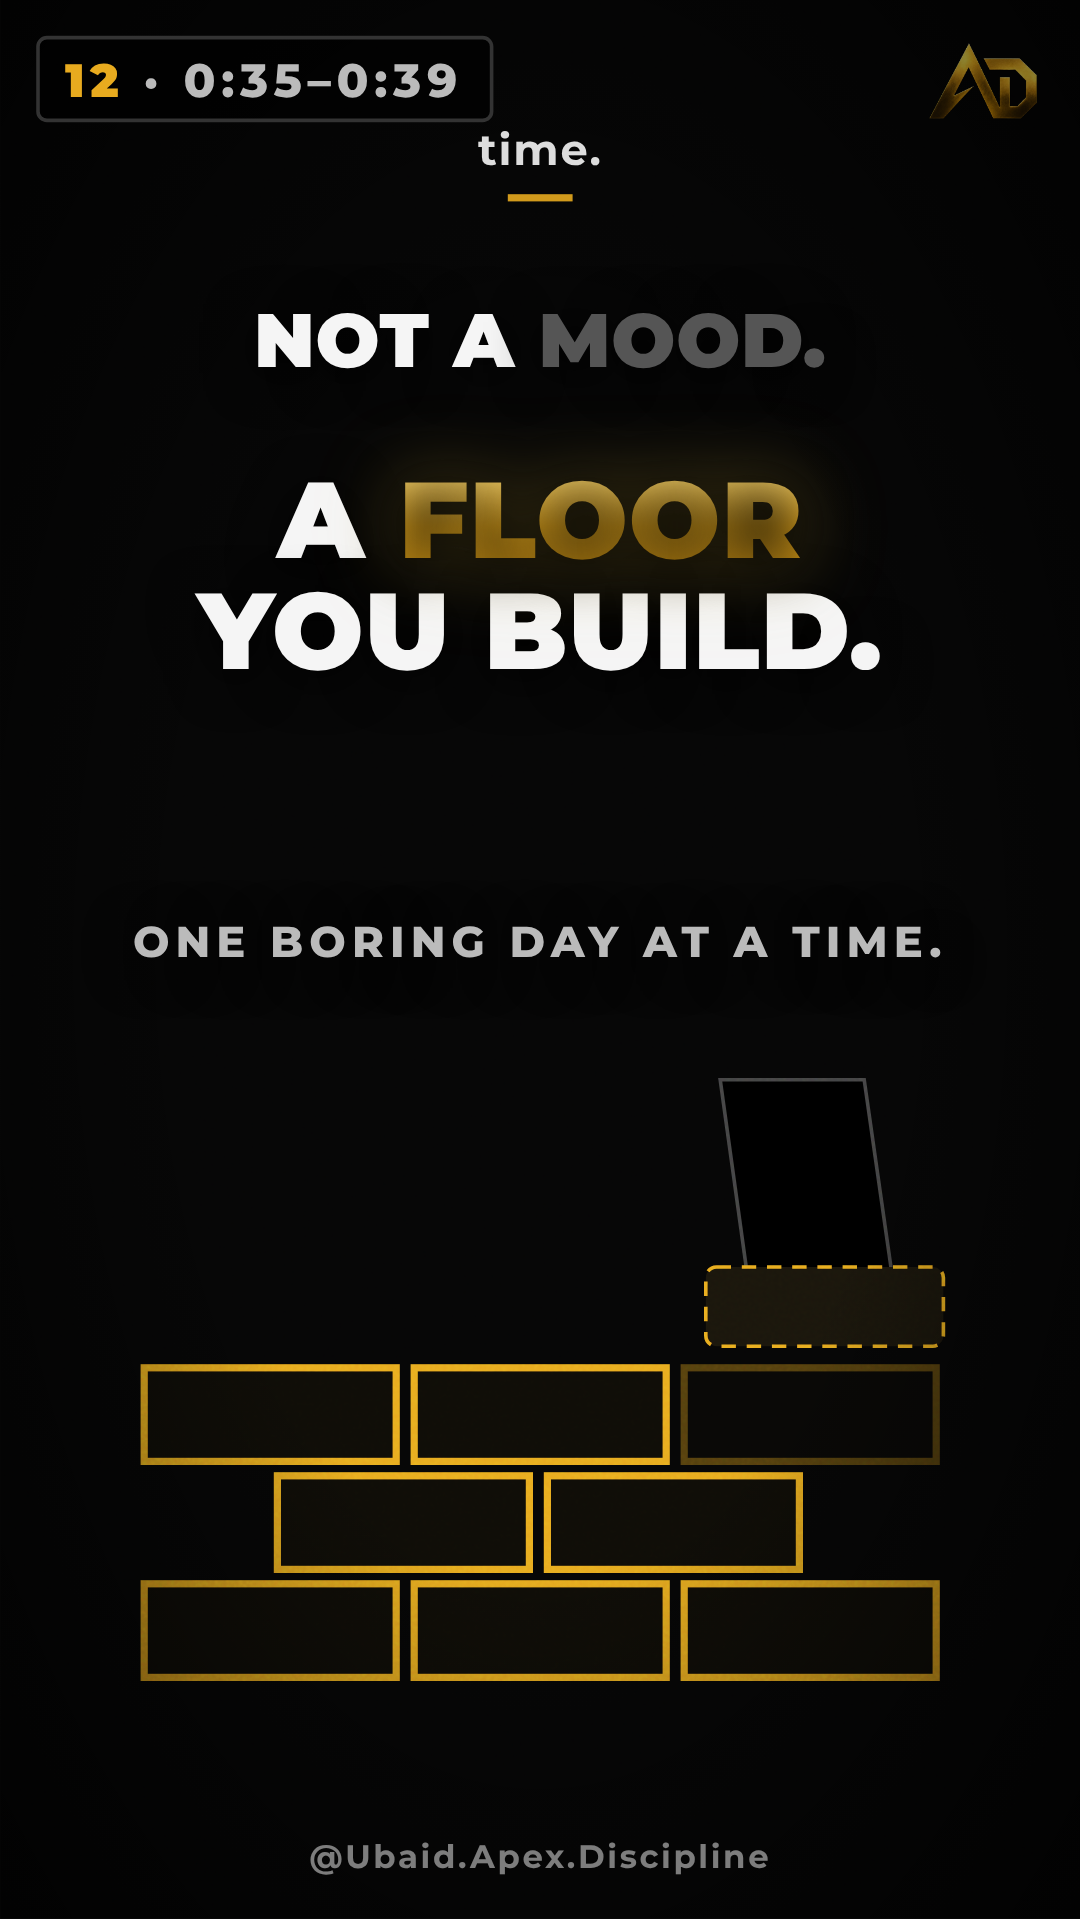 12 · 0:35–0:39
AD
time.
NOT A MOOD.
A FLOOR
YOU BUILD.
ONE BORING DAY AT A TIME.
@Ubaid.Apex.Discipline